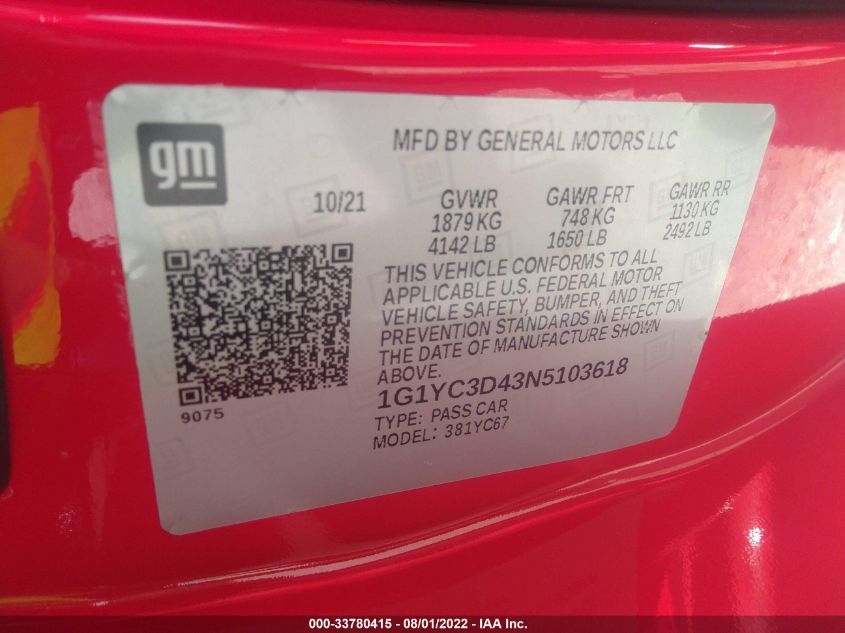 gm
MFD BY GENERAL MOTORS LLC
10/21
GVWR
1879 KG
4142 LB
GAWR FRT
748 KG
1650 LB
GAWR RR
1130 KG
2492 LB
THIS VEHICLE CONFORMS TO ALL
APPLICABLE U.S. FEDERAL MOTOR
VEHICLE SAFETY, BUMPER, AND THEFT
PREVENTION STANDARDS IN EFFECT ON
THE DATE OF MANUFACTURE SHOWN
ABOVE.
1G1YC3D43N5103618
TYPE: PASS CAR
MODEL: 381YC67
9075
000-33780415 - 08/01/2022 - IAA Inc.